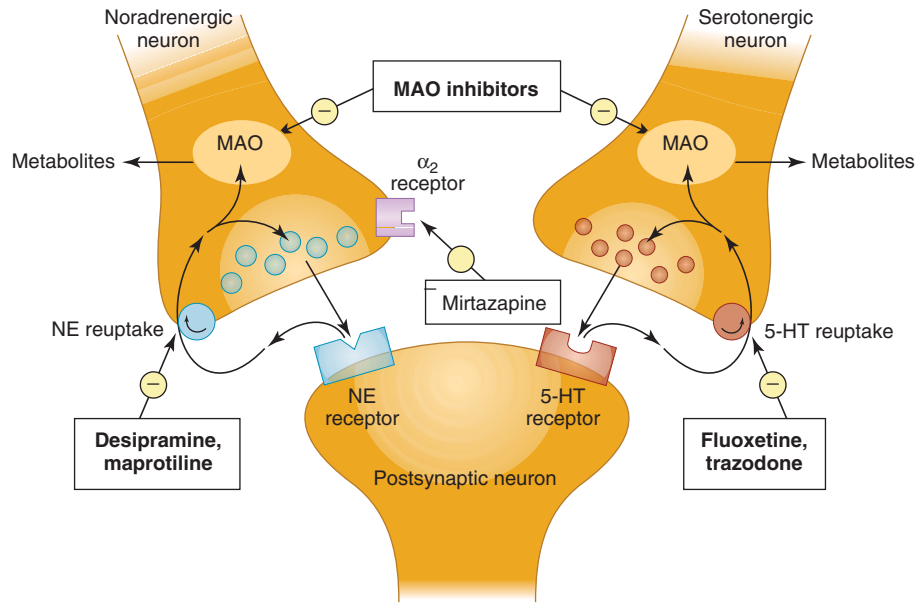 Noradrenergic
neuron
Serotonergic
neuron
MAO inhibitors
MAO
MAO
Metabolites
Metabolites
α2
receptor
Mirtazapine
NE reuptake
5-HT reuptake
NE
receptor
5-HT
receptor
Desipramine,
maprotiline
Fluoxetine,
trazodone
Postsynaptic neuron